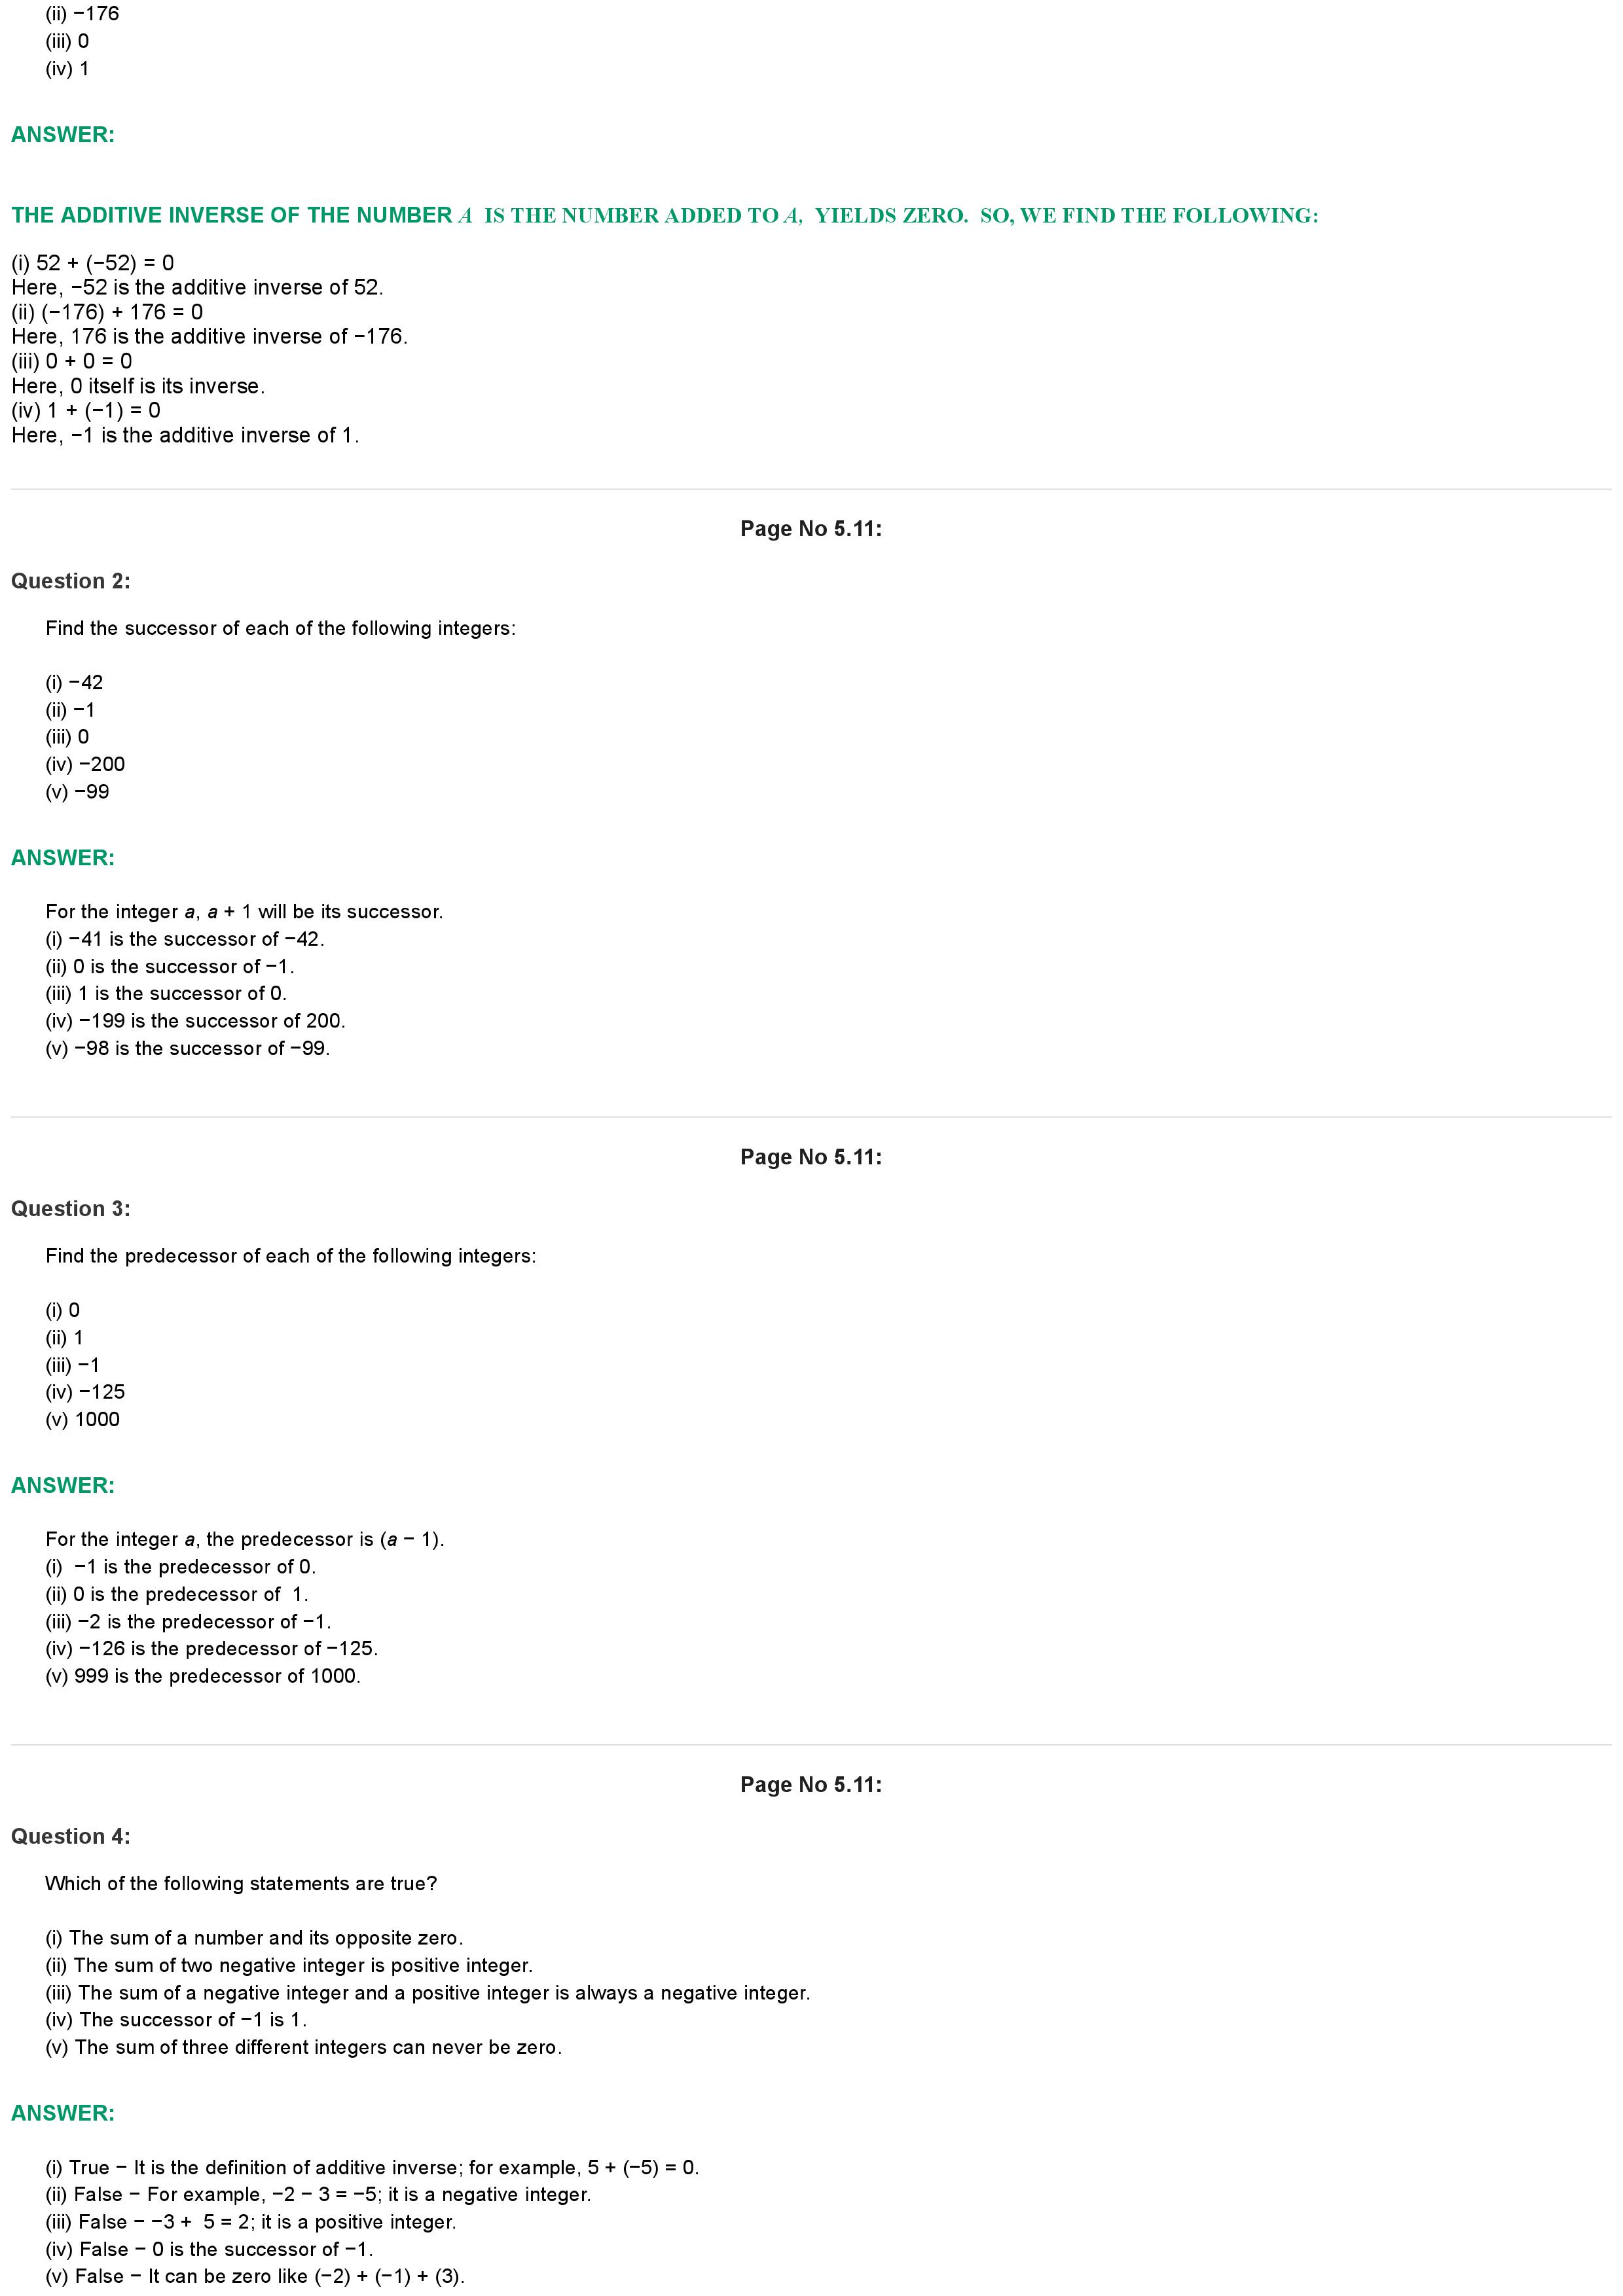 (ii) −176
(iii) 0
(iv) 1
ANSWER:
THE ADDITIVE INVERSE OF THE NUMBER A  IS THE NUMBER ADDED TO A,  YIELDS ZERO.  SO, WE FIND THE FOLLOWING:
(i) 52 + (−52) = 0
Here, −52 is the additive inverse of 52.
(ii) (−176) + 176 = 0
Here, 176 is the additive inverse of −176.
(iii) 0 + 0 = 0
Here, 0 itself is its inverse.
(iv) 1 + (−1) = 0
Here, −1 is the additive inverse of 1.
Page No 5.11:
Question 2:
Find the successor of each of the following integers:
(i) −42
(ii) −1
(iii) 0
(iv) −200
(v) −99
ANSWER:
For the integer a, a + 1 will be its successor.
(i) −41 is the successor of −42.
(ii) 0 is the successor of −1.
(iii) 1 is the successor of 0.
(iv) −199 is the successor of 200.
(v) −98 is the successor of −99.
Page No 5.11:
Question 3:
Find the predecessor of each of the following integers:
(i) 0
(ii) 1
(iii) −1
(iv) −125
(v) 1000
ANSWER:
For the integer a, the predecessor is (a − 1).
(i)  −1 is the predecessor of 0.
(ii) 0 is the predecessor of  1.
(iii) −2 is the predecessor of −1.
(iv) −126 is the predecessor of −125.
(v) 999 is the predecessor of 1000.
Page No 5.11:
Question 4:
Which of the following statements are true?
(i) The sum of a number and its opposite zero.
(ii) The sum of two negative integer is positive integer.
(iii) The sum of a negative integer and a positive integer is always a negative integer.
(iv) The successor of −1 is 1.
(v) The sum of three different integers can never be zero.
ANSWER:
(i) True − It is the definition of additive inverse; for example, 5 + (−5) = 0.
(ii) False − For example, −2 − 3 = −5; it is a negative integer.
(iii) False − −3 +  5 = 2; it is a positive integer.
(iv) False − 0 is the successor of −1.
(v) False − It can be zero like (−2) + (−1) + (3).